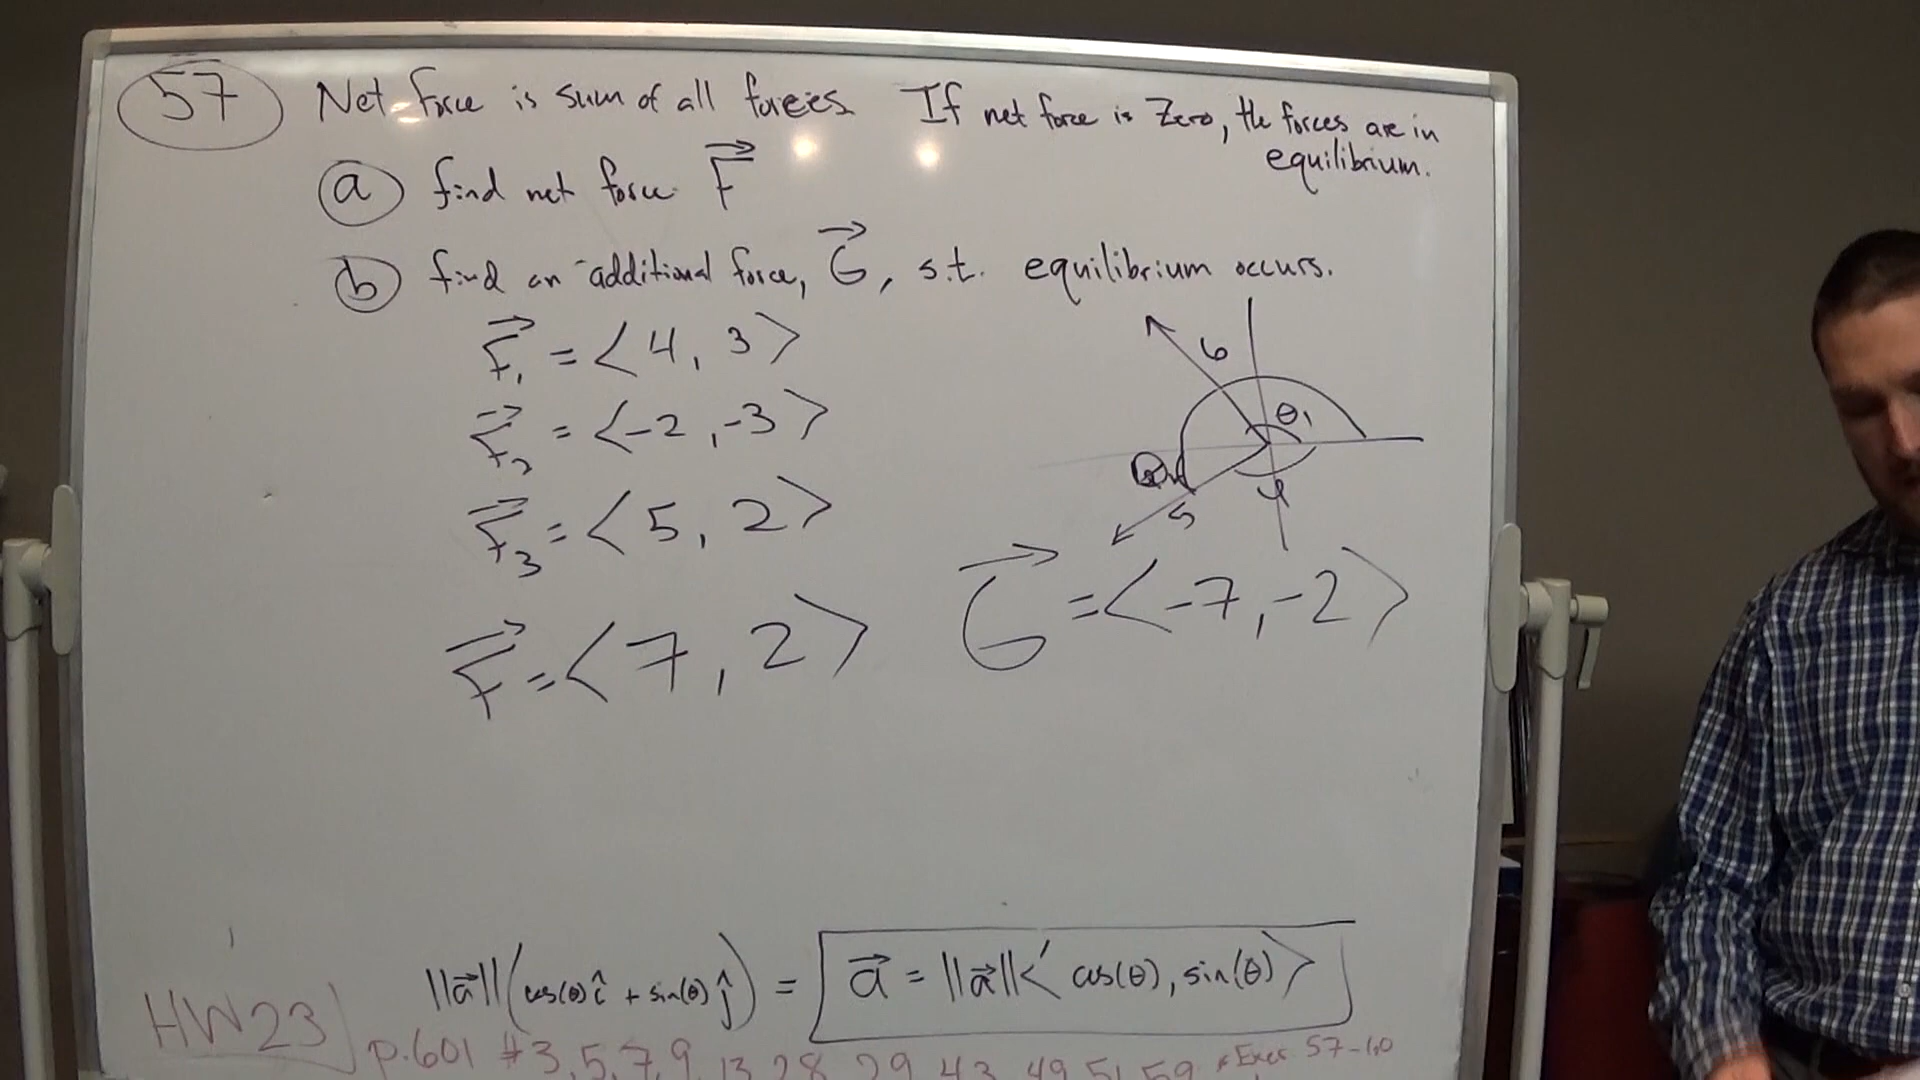 57 Net Force is sum of all forces. If net force is zero, the forces are in
equilibrium.
a find net force F
b find an additional force, G, s.t. equilibrium occurs.
F₁ = <4, 3>
F₂ = <-2, -3>
F₃ = <5, 2>
F = <7, 2>
6
θ₁
5
φ
G = <-7, -2>
||a||(cos(θ)î + sin(θ)ĵ) = a = ||a||<cos(θ), sin(θ)>
HW23
p.601 #3, 5, 7, 9, 13, 28, 29, 43, 49, 51, 59 * Exer 57-60